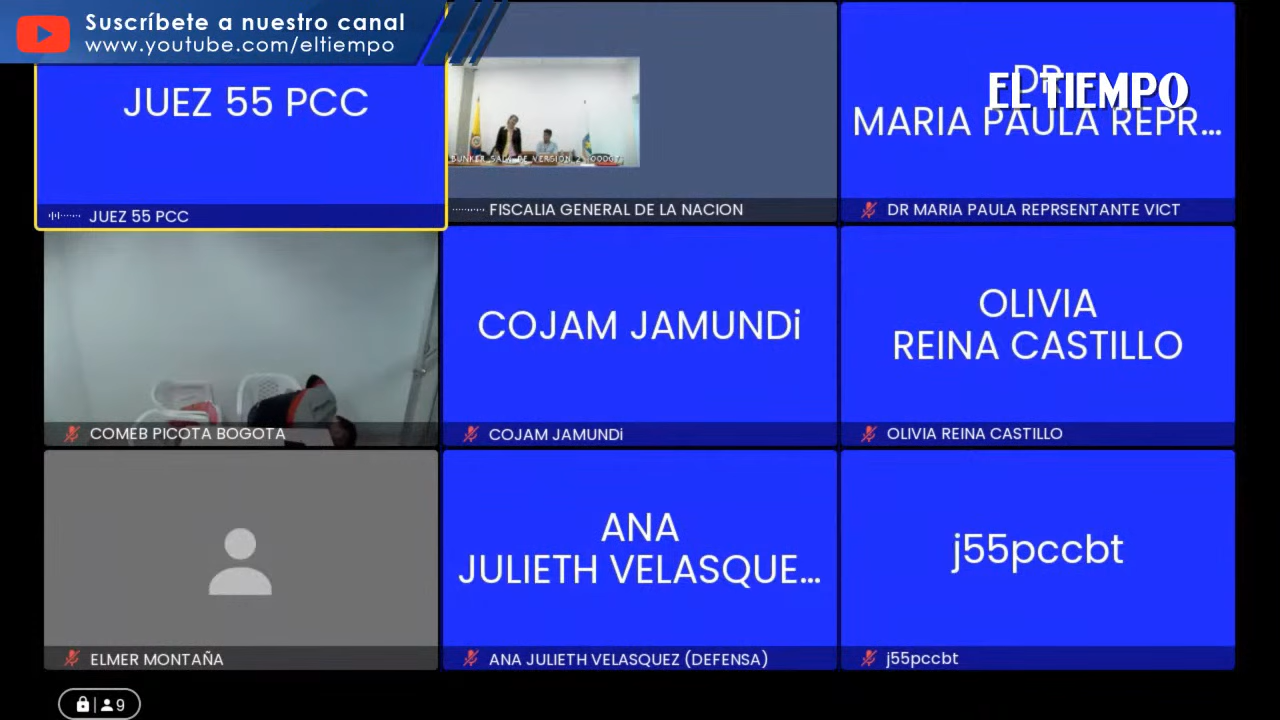 Suscríbete a nuestro canal
www.youtube.com/eltiempo
EL TIEMPO
JUEZ 55 PCC
JUEZ 55 PCC
FISCALIA GENERAL DE LA NACION
DR
MARIA PAULA REPR...
DR MARIA PAULA REPRSENTANTE VICT
COMEB PICOTA BOGOTA
COJAM JAMUNDi
COJAM JAMUNDi
OLIVIA
REINA CASTILLO
OLIVIA REINA CASTILLO
ELMER MONTAÑA
ANA
JULIETH VELASQUE...
ANA JULIETH VELASQUEZ (DEFENSA)
j55pccbt
j55pccbt
9